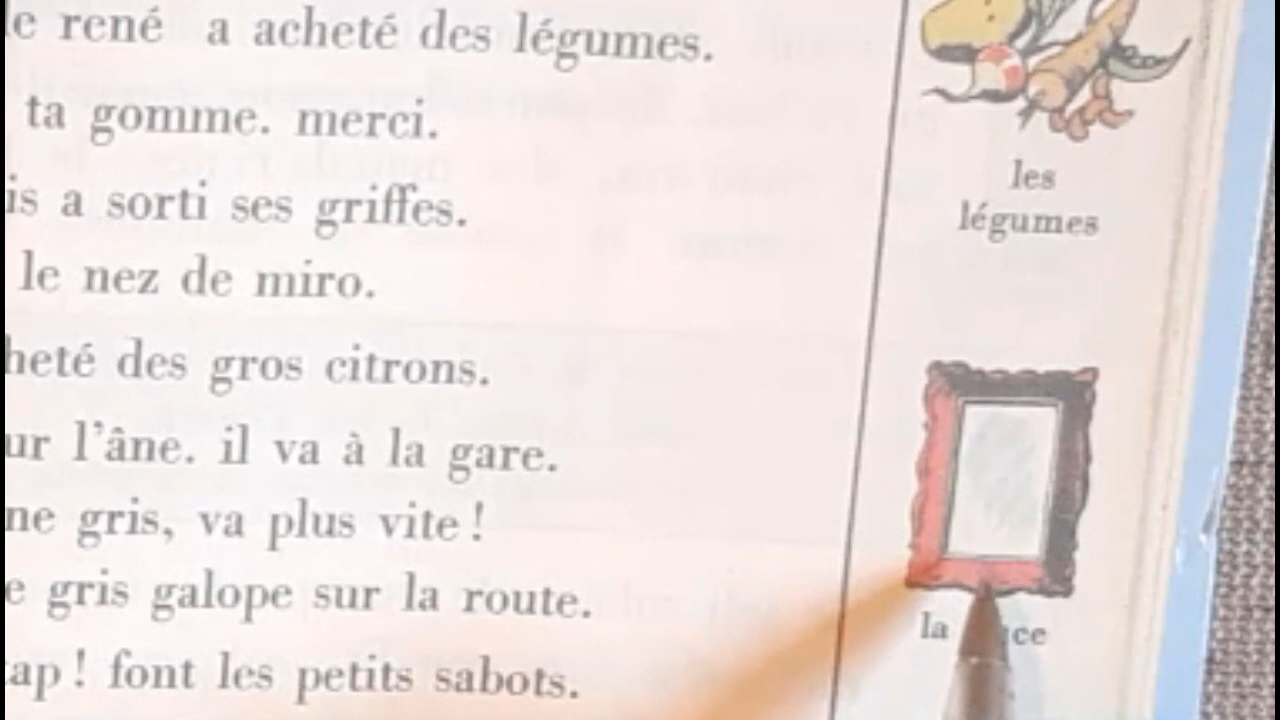 le rené a acheté des légumes.
ta gomme. merci.
is a sorti ses griffes.
le nez de miro.
heté des gros citrons.
ur l'âne. il va à la gare.
ne gris, va plus vite !
e gris galope sur la route.
tap ! font les petits sabots.
les
légumes
la